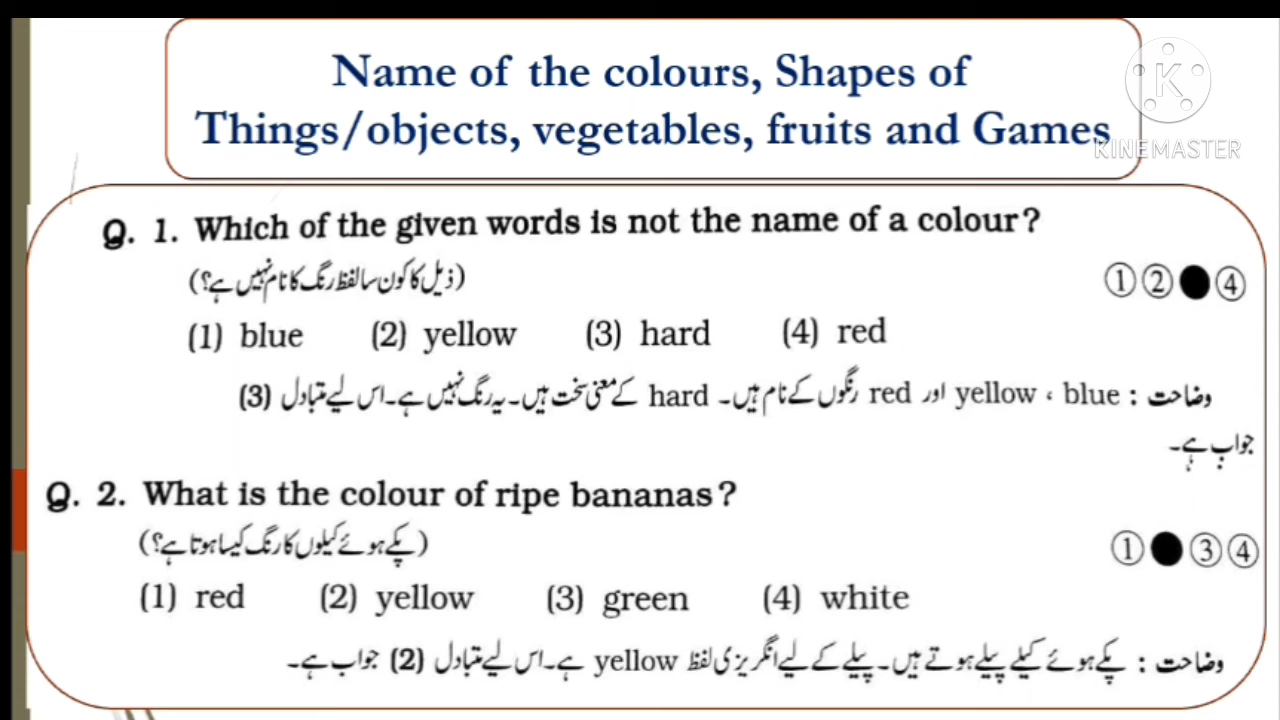 Name of the colours, Shapes of
Things/objects, vegetables, fruits and Games
K
KINEMASTER
Q. 1. Which of the given words is not the name of a colour?
(ذیل کا کون سا لفظ رنگ کا نام نہیں ہے؟)
① ② ● ④
(1) blue (2) yellow (3) hard (4) red
وضاحت : blue ، yellow اور red رنگوں کے نام ہیں۔ hard کے معنی سخت ہیں۔ یہ رنگ نہیں ہے۔ اس لیے متبادل (3)
جواب ہے۔
Q. 2. What is the colour of ripe bananas?
(پکے ہوئے کیلوں کا رنگ کیسا ہوتا ہے؟)
① ● ③ ④
(1) red (2) yellow (3) green (4) white
وضاحت : پکے ہوئے کیلے پیلے ہوتے ہیں۔ پیلے کے لیے انگریزی لفظ yellow ہے۔ اس لیے متبادل (2) جواب ہے۔